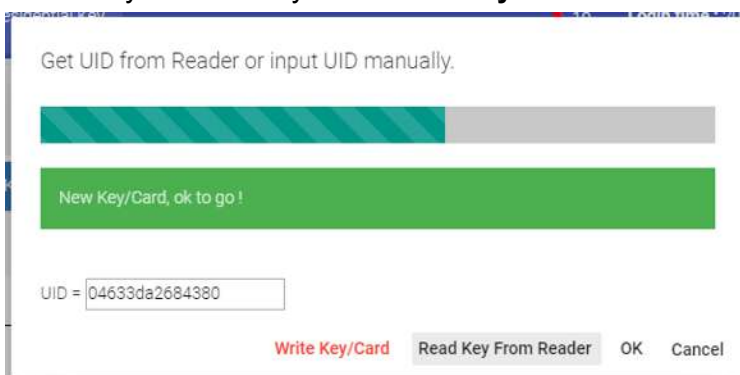 Get UID from Reader or input UID manually.
New Key/Card, ok to go !
UID = 04633da2684380
Write Key/Card Read Key From Reader OK Cancel